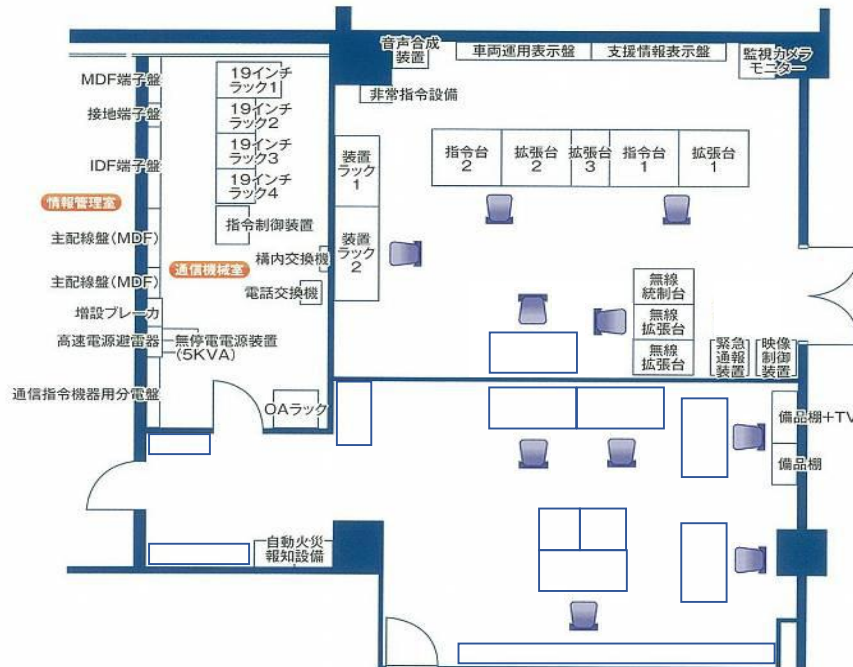 音声合成
装置
車両運用表示盤
支援情報表示盤
監視カメラ
モニター
MDF端子盤
19インチ
ラック1
非常指令設備
接地端子盤
19インチ
ラック2
指令台
2
拡張台
2
拡張台
3
指令台
1
拡張台
1
IDF端子盤
19インチ
ラック3
装置
ラック
1
19インチ
ラック4
情報管理室
指令制御装置
主配線盤(MDF)
装置
ラック
2
構内交換機
通信機械室
主配線盤(MDF)
電話交換機
無線
統制台
増設ブレーカ
無線
拡張台
高速電源避雷器
無停電電源装置
(5KVA)
無線
拡張台
緊急
通報
装置
映像
制御
装置
通信指令機器用分電盤
OAラック
備品棚+TV
備品棚
自動火災
報知設備